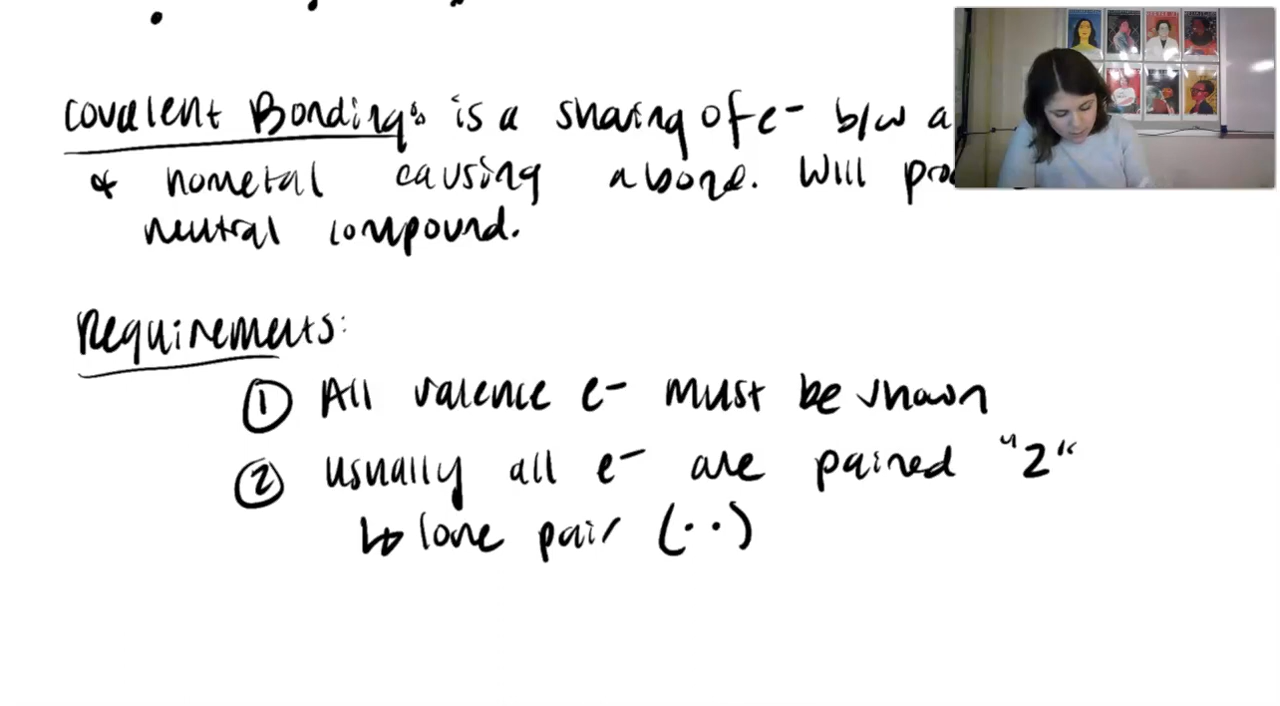 Covalent Bonding: is a sharing of e- b/w a
& nometal causing a bond. Will pro
neutral compound.
Requirements:
① All valence e- must be shown
② Usually all e- are paired "2"
↳ lone pair (··)